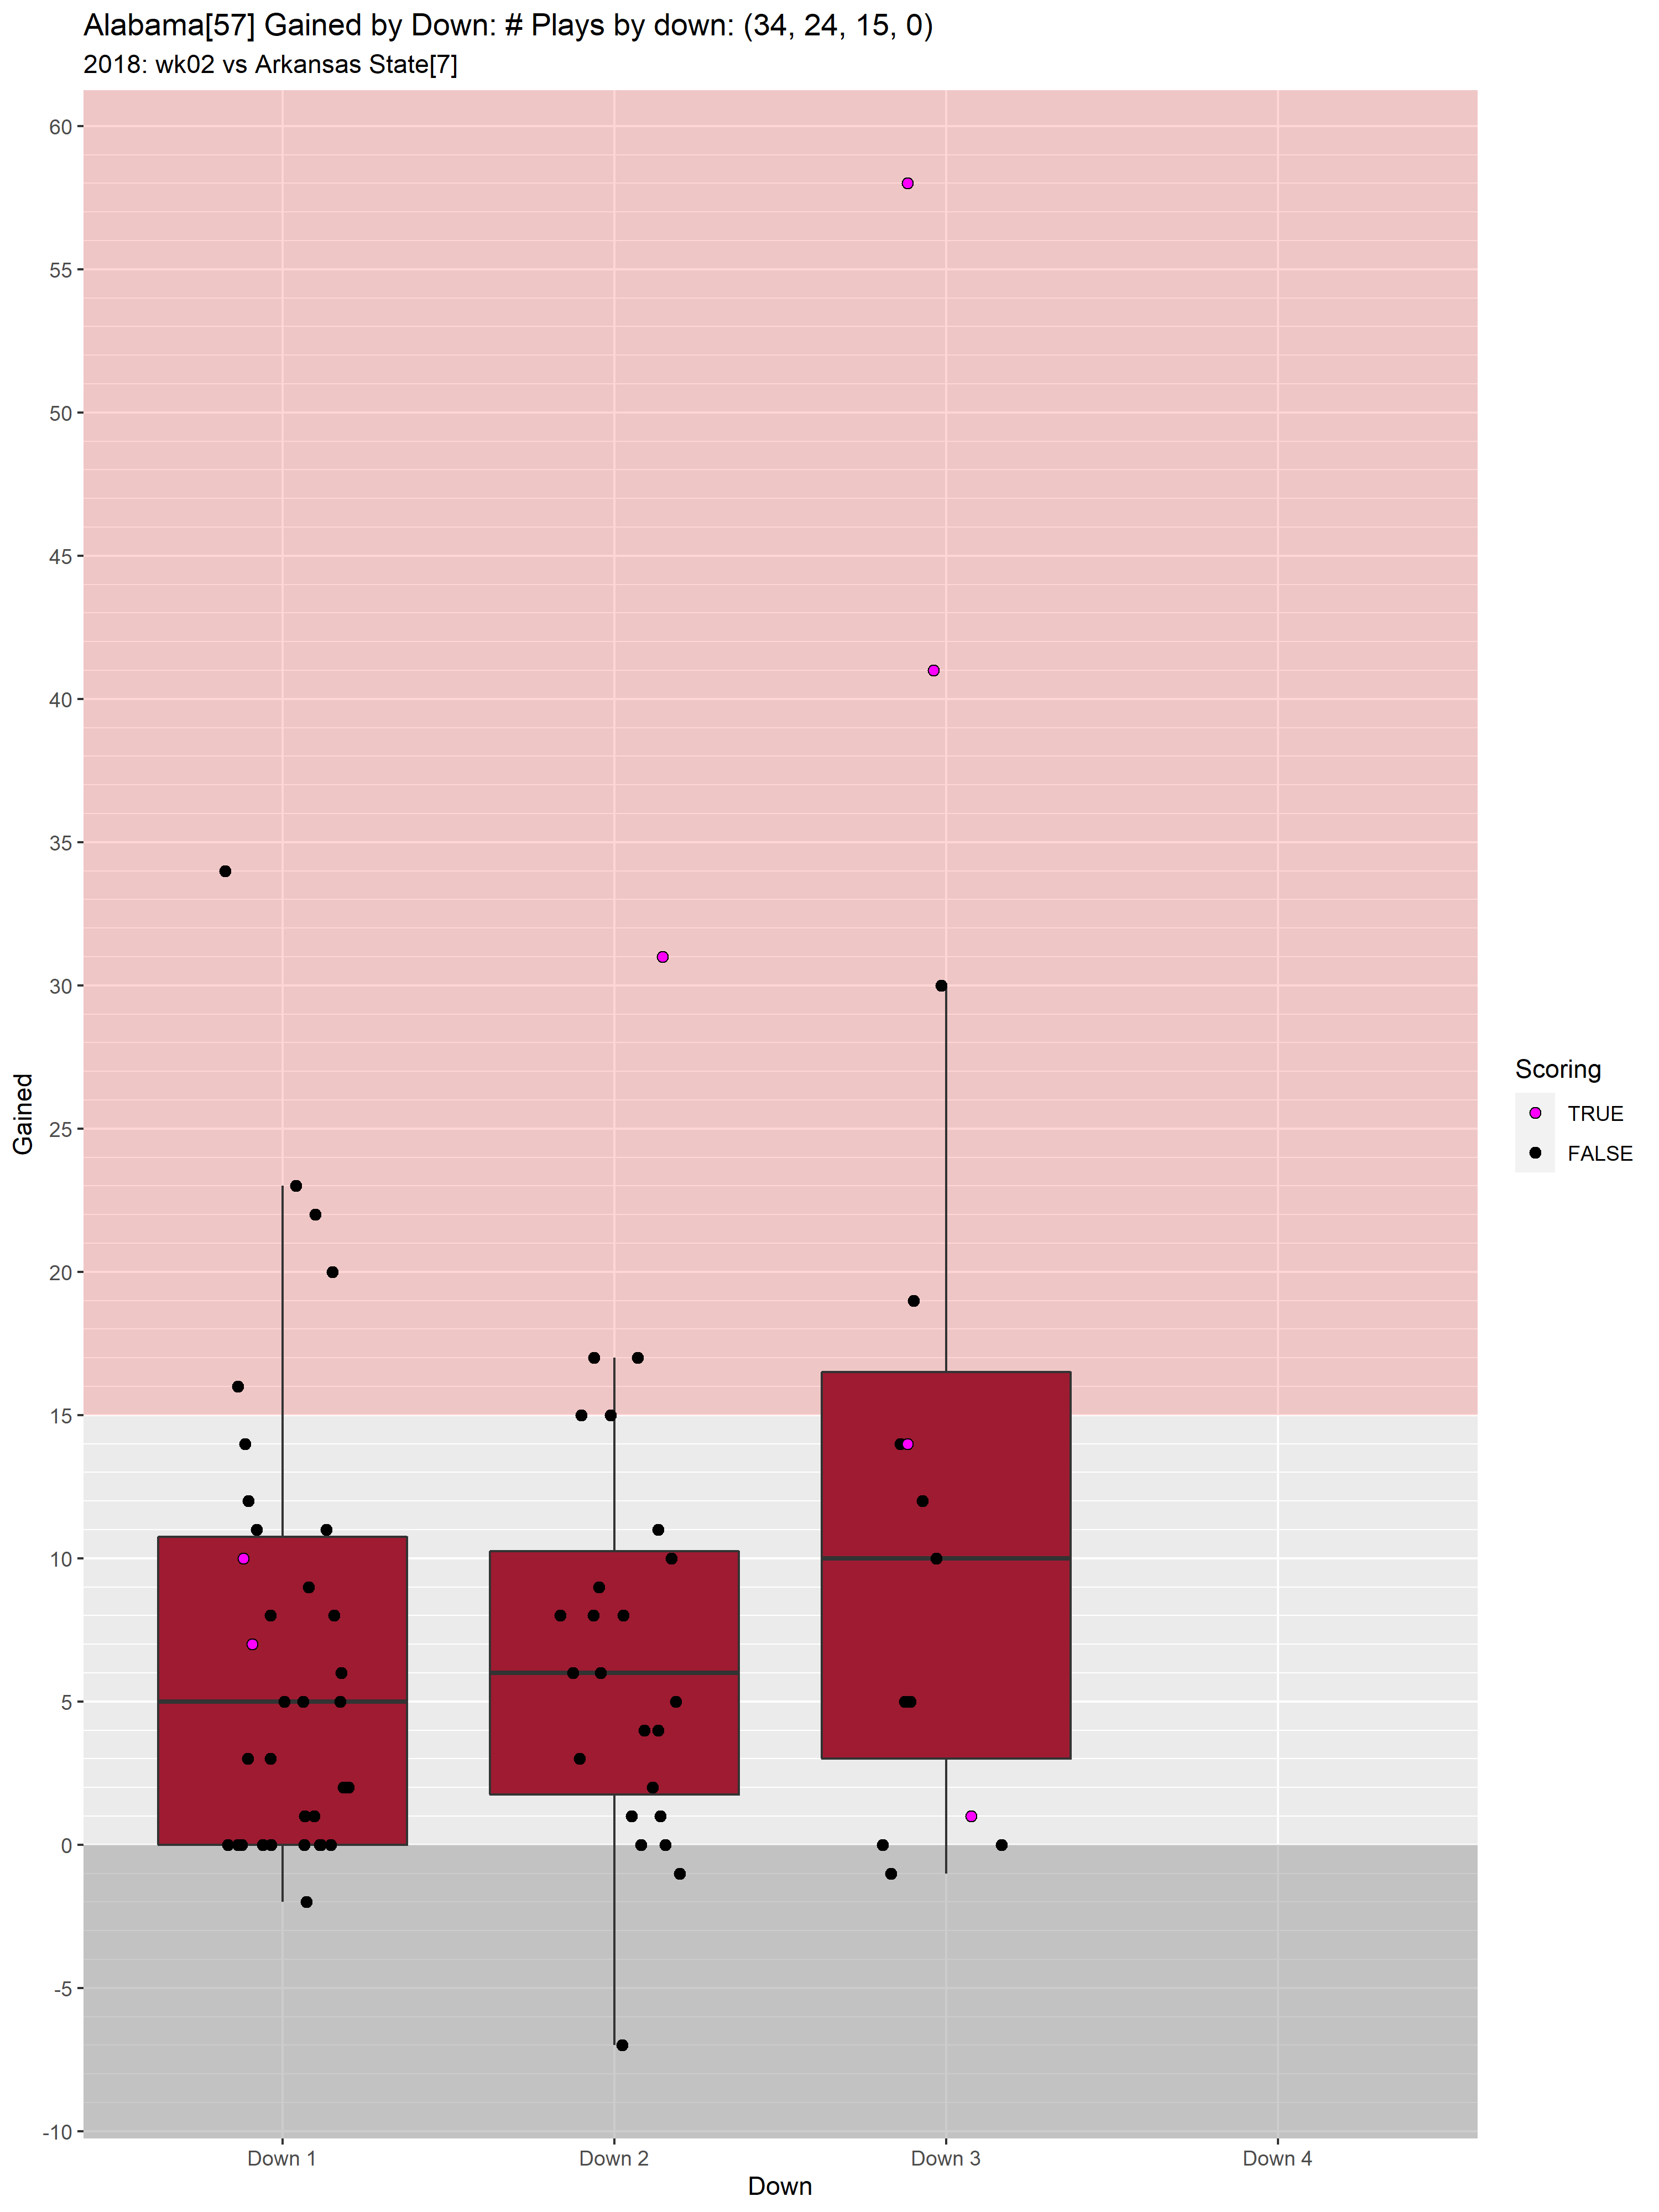 Alabama[57] Gained by Down: # Plays by down: (34, 24, 15, 0)
2018: wk02 vs Arkansas State[7]
60
55
50
45
40
35
30
25
20
15
10
5
0
-5
-10
Gained
Down 1
Down 2
Down 3
Down 4
Down
Scoring
TRUE
FALSE